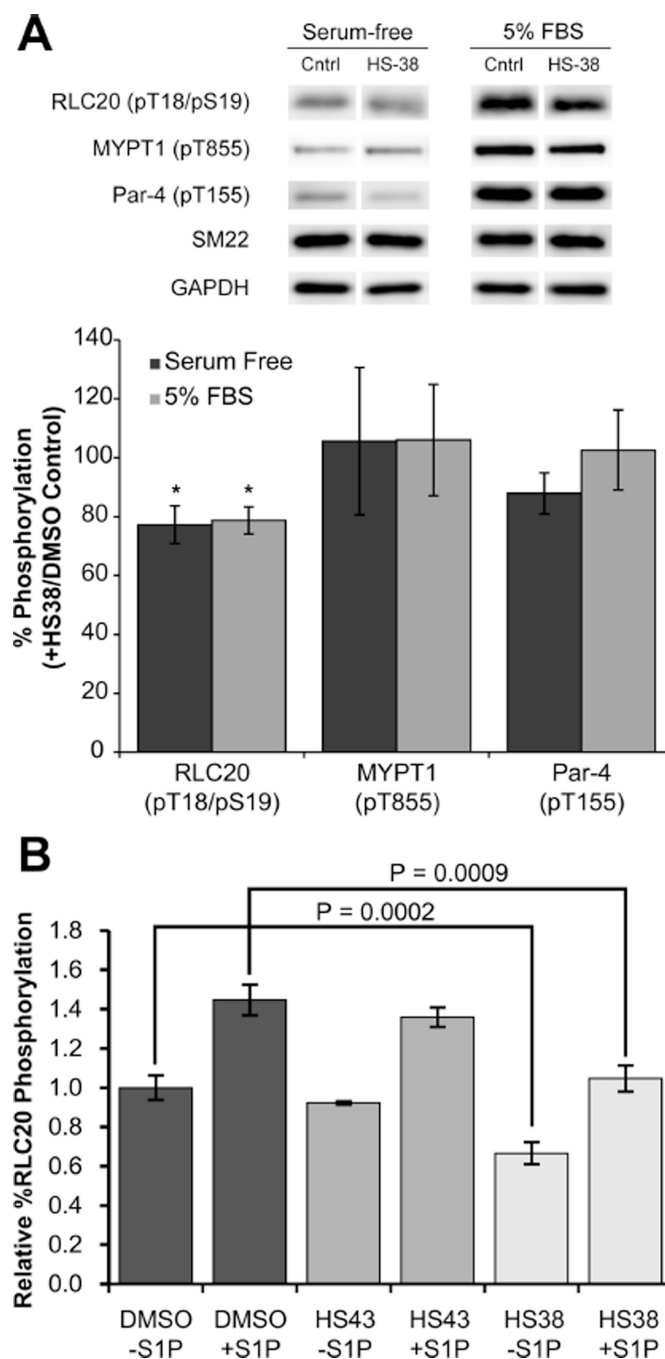 A
Serum-free 5% FBS
Cntrl HS-38 Cntrl HS-38
RLC20 (pT18/pS19)
MYPT1 (pT855)
Par-4 (pT155)
SM22
GAPDH
140
120
100
80
60
40
20
0
% Phosphorylation
(+HS38/DMSO Control)
Serum Free
5% FBS
* *
RLC20 MYPT1 Par-4
(pT18/pS19) (pT855) (pT155)
B
P = 0.0009
P = 0.0002
Relative %RLC20 Phosphorylation
1.8
1.6
1.4
1.2
1.0
0.8
0.6
0.4
0.2
0.0
DMSO DMSO HS43 HS43 HS38 HS38
-S1P +S1P -S1P +S1P -S1P +S1P